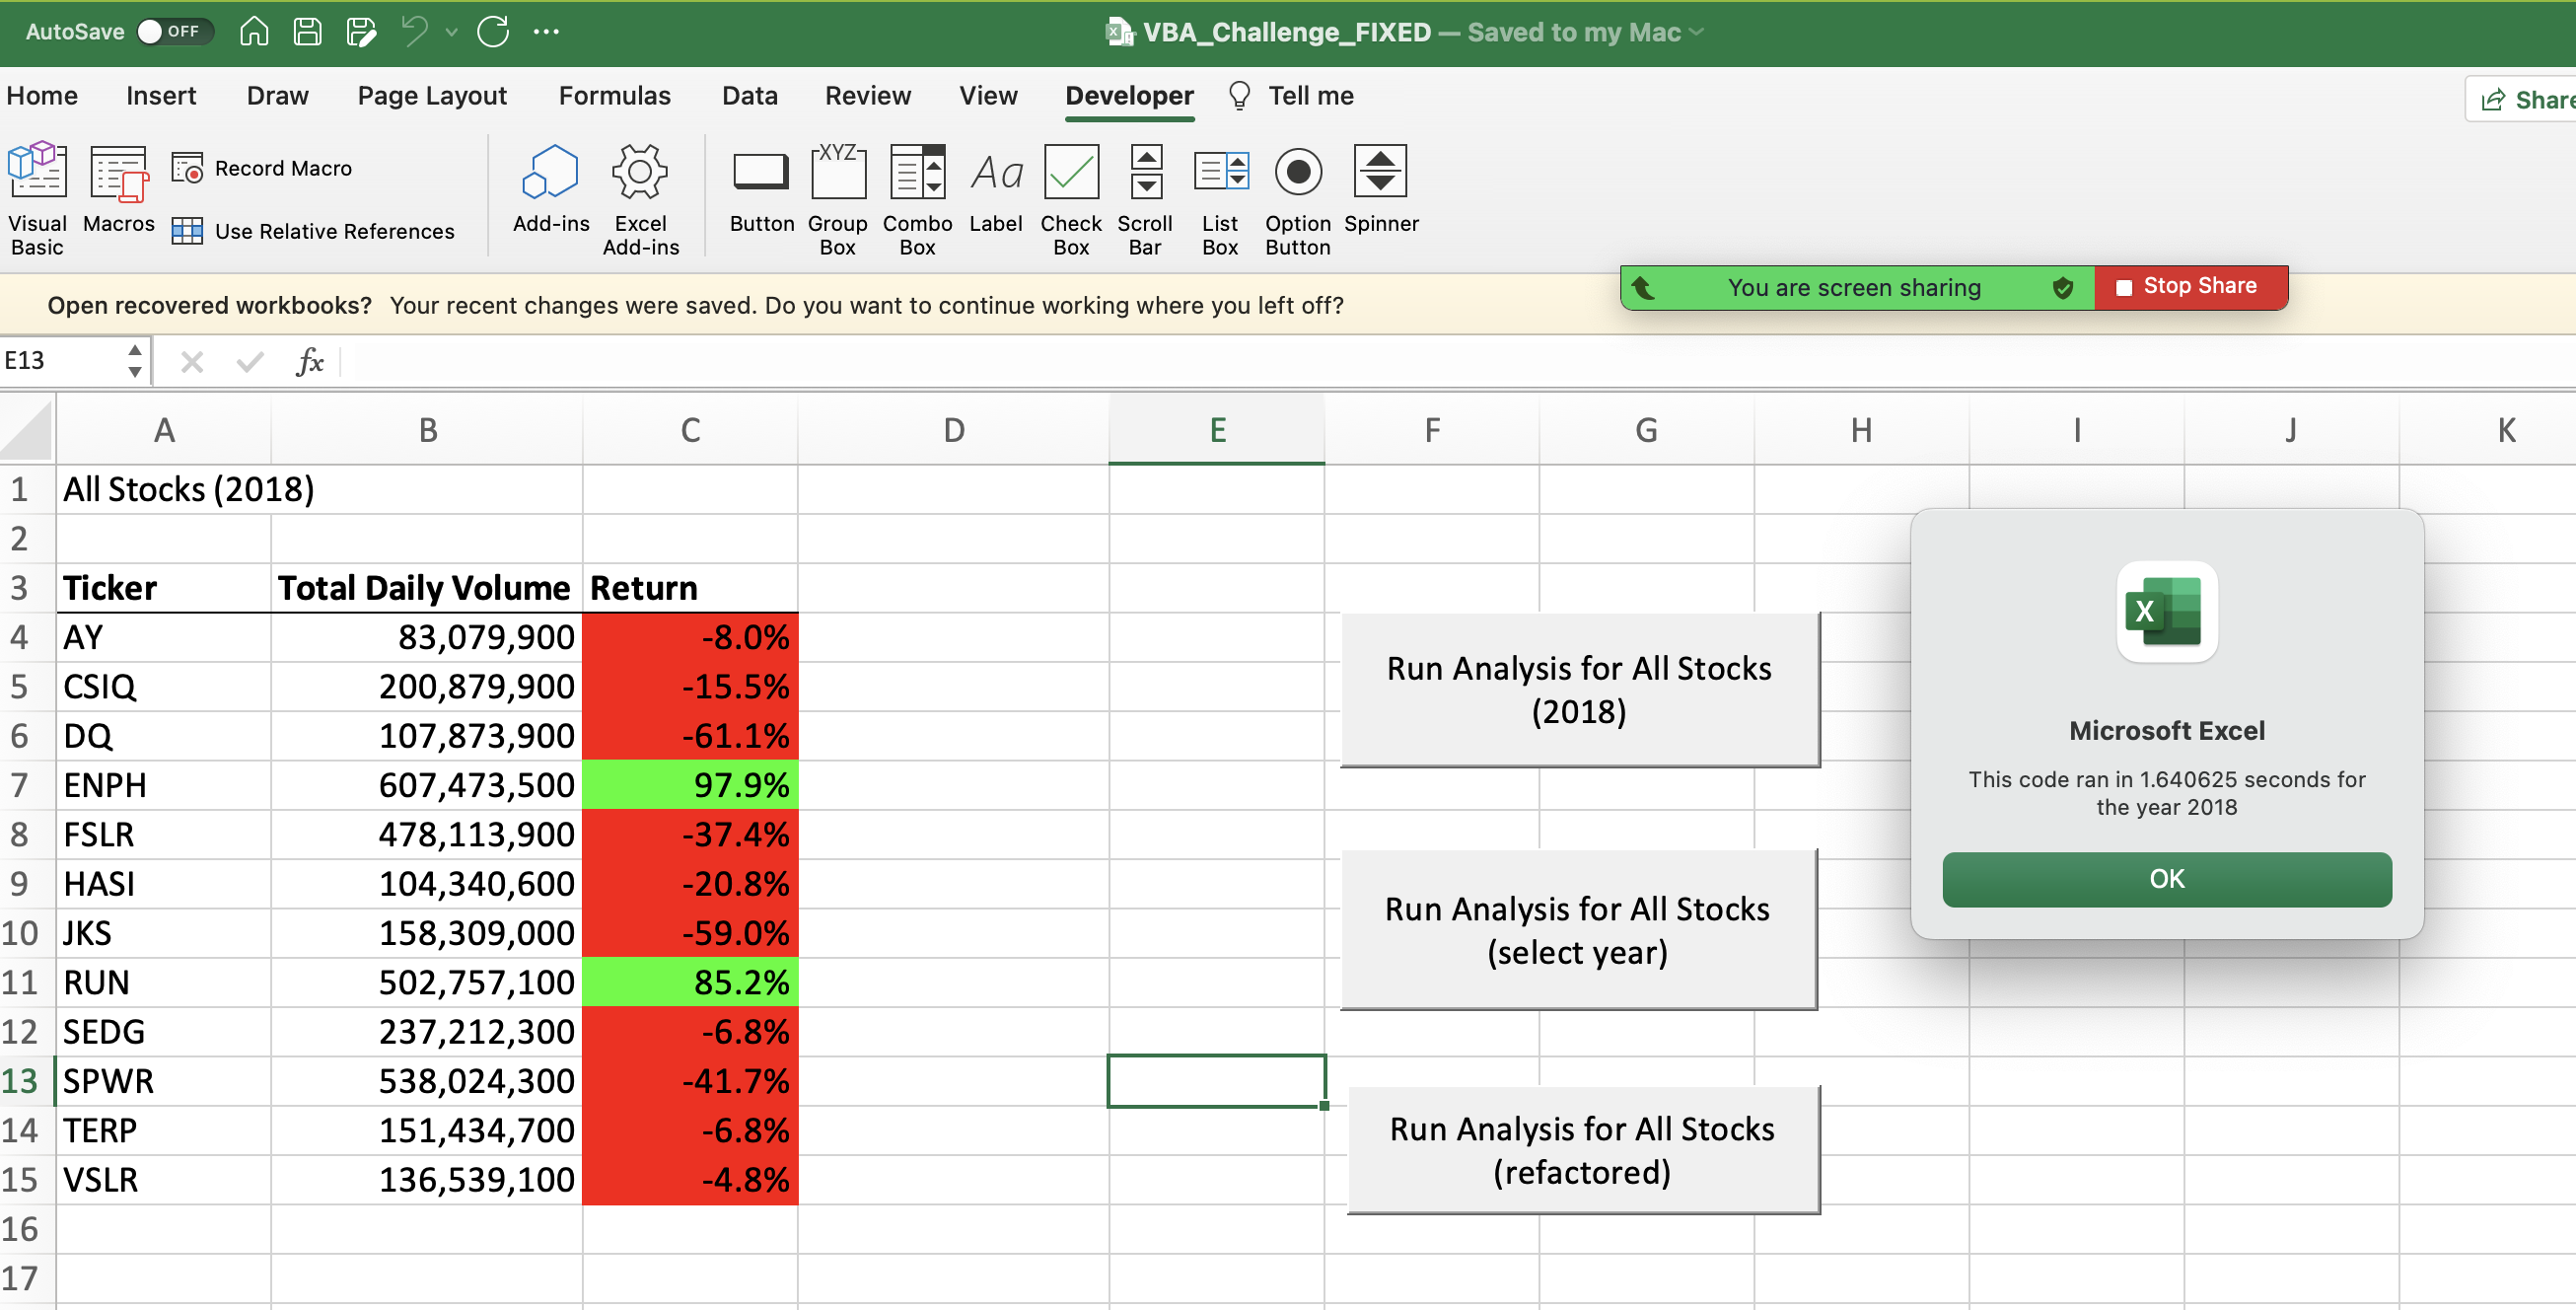 AutoSave OFF VBA_Challenge_FIXED — Saved to my Mac
Home Insert Draw Page Layout Formulas Data Review View Developer Tell me Share
Visual Basic Macros Record Macro Use Relative References Add-ins Excel Add-ins Button Group Box Combo Box Label Check Box Scroll Bar List Box Option Button Spinner
XYZ Aa
You are screen sharing Stop Share
Open recovered workbooks? Your recent changes were saved. Do you want to continue working where you left off?
E13 fx
A B C D E F G H I J K
1 All Stocks (2018)
2
3 Ticker Total Daily Volume Return
4 AY 83,079,900 -8.0%
5 CSIQ 200,879,900 -15.5%
6 DQ 107,873,900 -61.1%
7 ENPH 607,473,500 97.9%
8 FSLR 478,113,900 -37.4%
9 HASI 104,340,600 -20.8%
10 JKS 158,309,000 -59.0%
11 RUN 502,757,100 85.2%
12 SEDG 237,212,300 -6.8%
13 SPWR 538,024,300 -41.7%
14 TERP 151,434,700 -6.8%
15 VSLR 136,539,100 -4.8%
16
17
Run Analysis for All Stocks
(2018)
Run Analysis for All Stocks
(select year)
Run Analysis for All Stocks
(refactored)
X
Microsoft Excel
This code ran in 1.640625 seconds for
the year 2018
OK